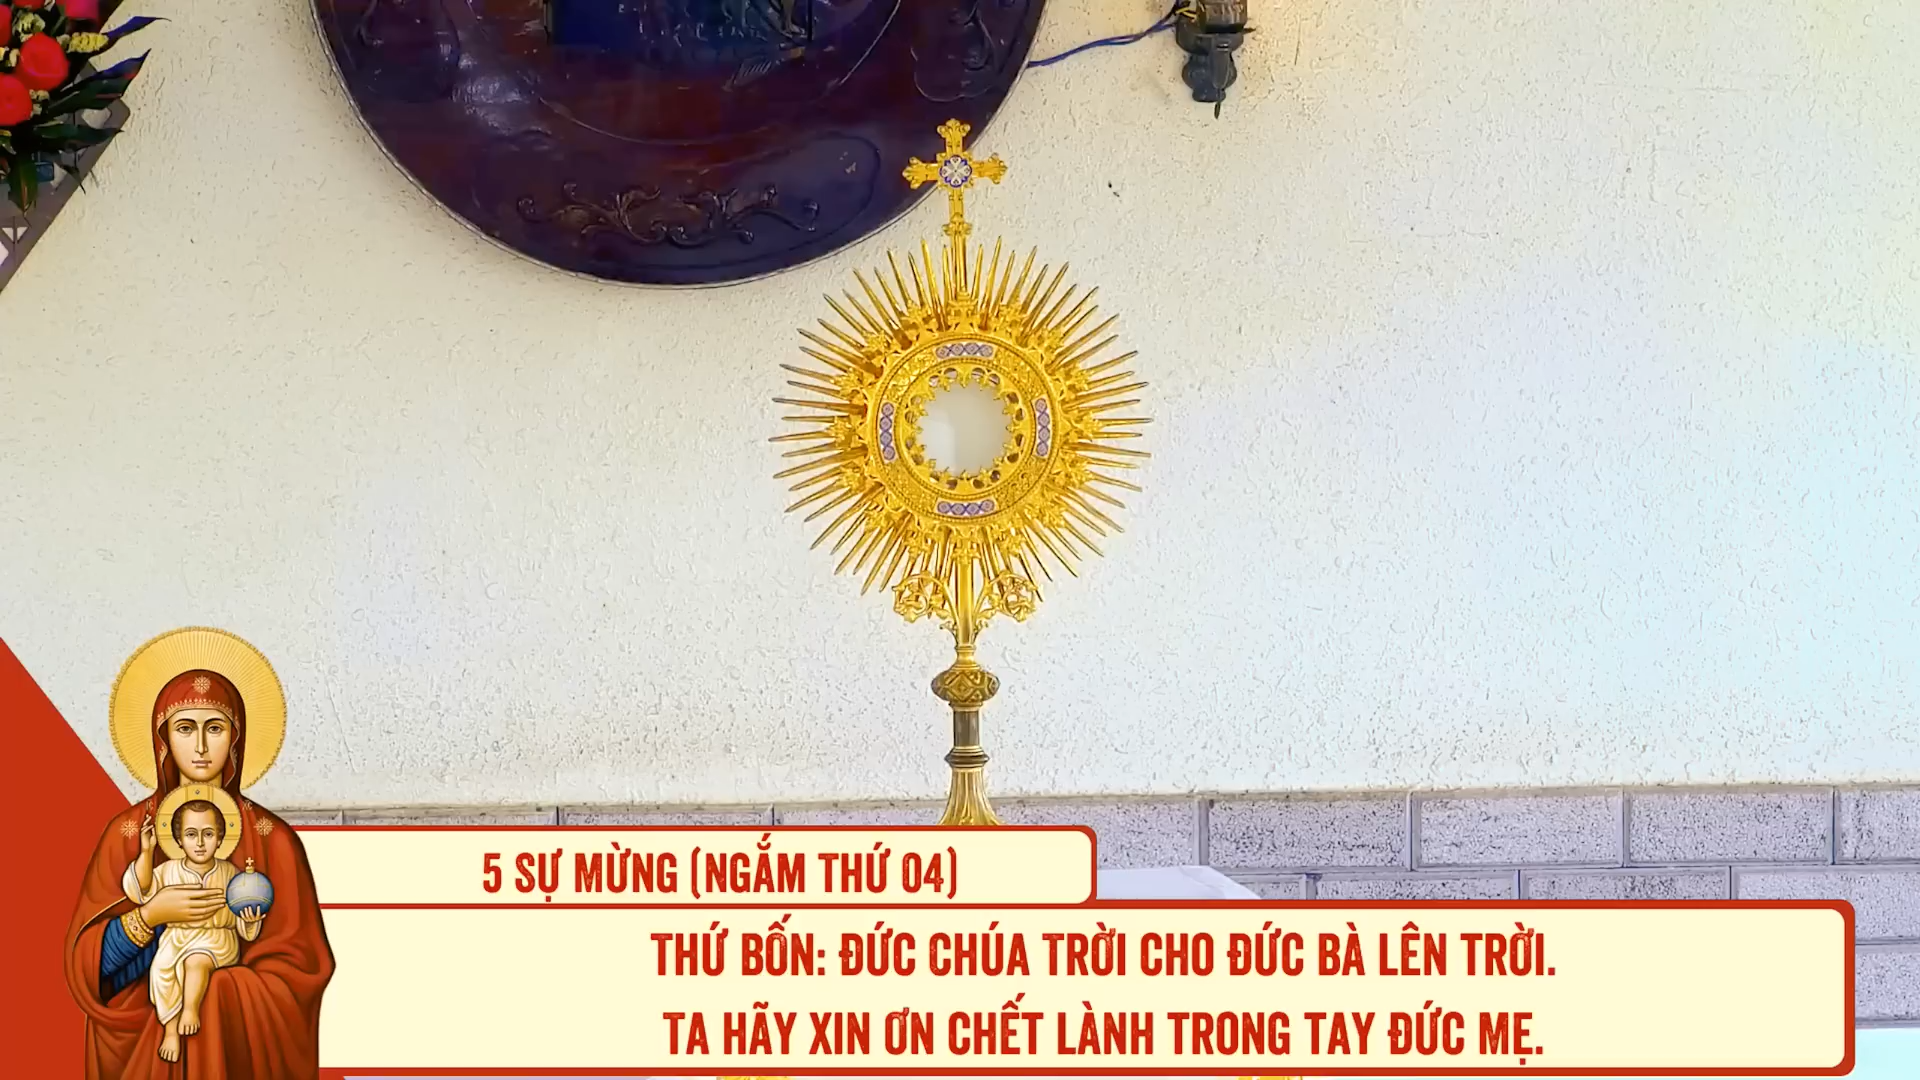 5 SỰ MỪNG (NGẮM THỨ 04)
THỨ BỐN: ĐỨC CHÚA TRỜI CHO ĐỨC BÀ LÊN TRỜI.
TA HÃY XIN ƠN CHẾT LÀNH TRONG TAY ĐỨC MẸ.